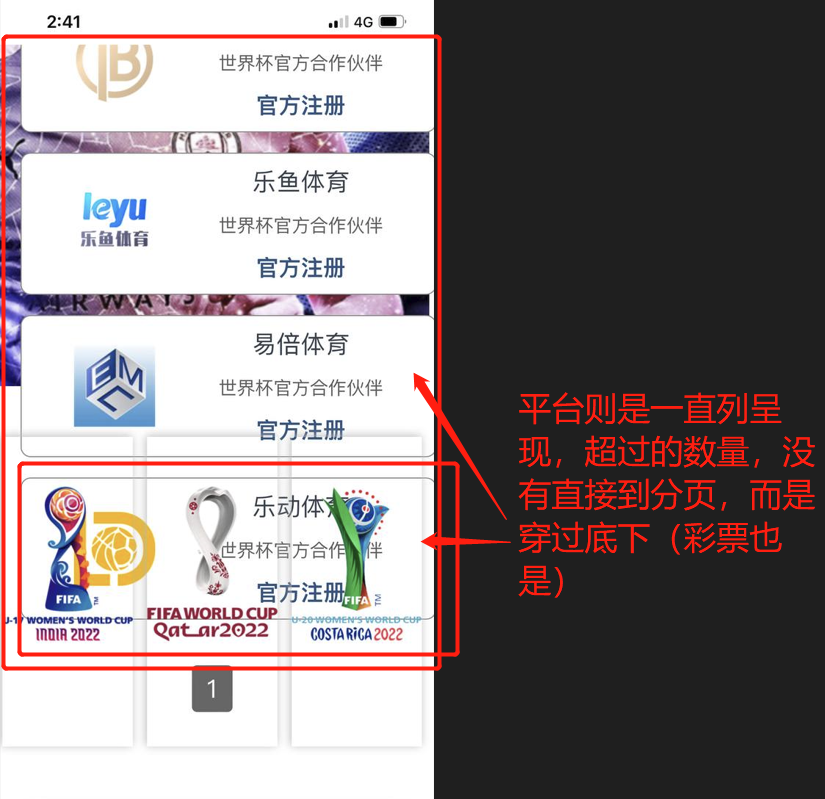 2:41
4G
B
世界杯官方合作伙伴
官方注册
乐鱼体育
leyu
乐鱼体育
世界杯官方合作伙伴
官方注册
AIRWAYS
易倍体育
EMC
世界杯官方合作伙伴
官方注册
平台则是一直列呈
现，超过的数量，没
有直接到分页，而是
穿过底下（彩票也
是）
乐动体
世界杯官方合作 伴
官方注册
FIFA
FIFA
TM
U-17 WOMEN'S WORLD CUP
INDIA 2022
FIFA WORLD CUP
Qatar2022
U-20 WOMEN'S WORLD CUP
COSTA RICA 2022
1